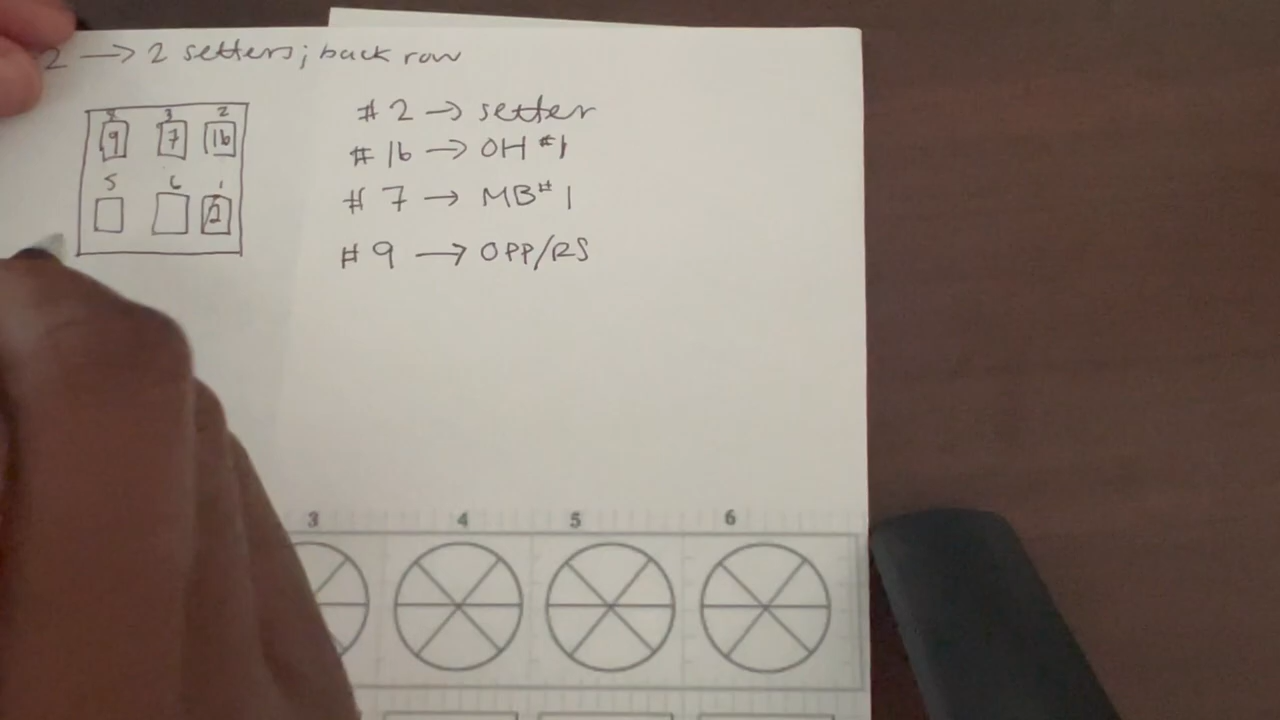 2 → 2 setters; back row
4 3 2
9 7 16
5 6 1
2
#2 → setter
#16 → OH #1
#7 → MB #1
#9 → OPP/RS
3 4 5 6